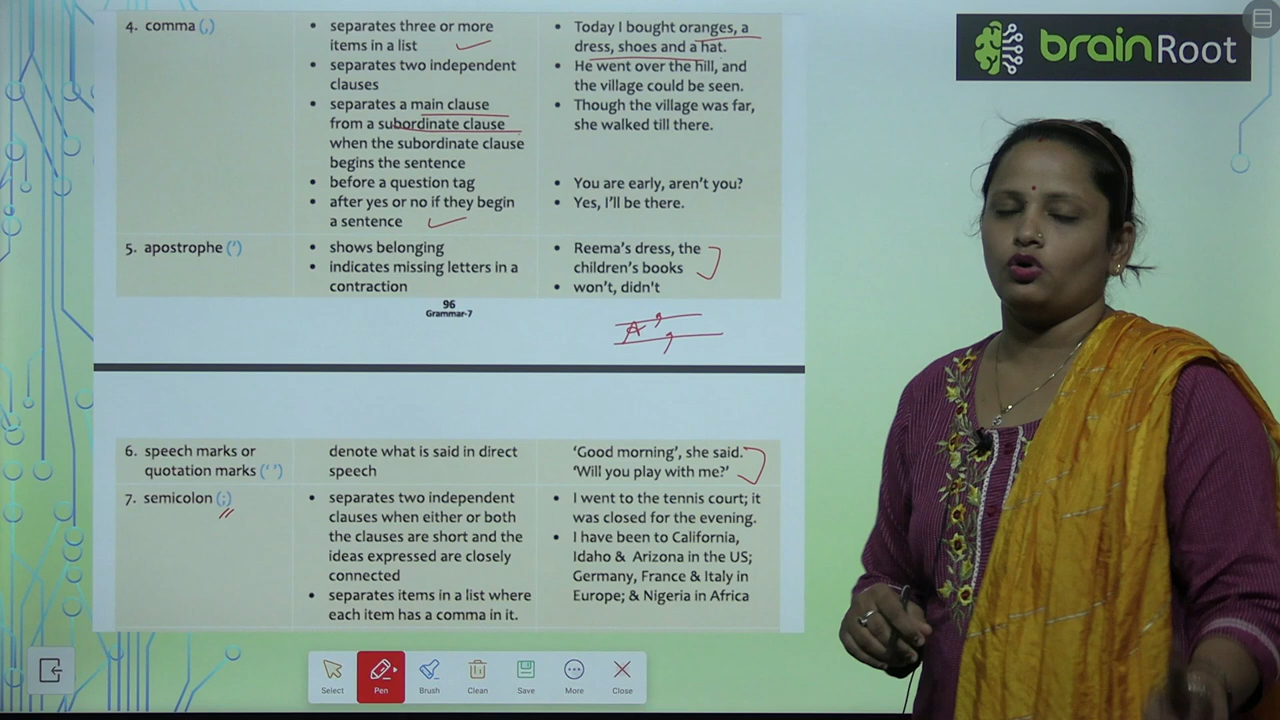 4. comma (,)
separates three or more
items in a list
separates two independent
clauses
separates a main clause
from a subordinate clause
when the subordinate clause
begins the sentence
before a question tag
after yes or no if they begin
a sentence
Today I bought oranges, a
dress, shoes and a hat.
He went over the hill, and
the village could be seen.
Though the village was far,
she walked till there.
You are early, aren't you?
Yes, I'll be there.
5. apostrophe (')
shows belonging
indicates missing letters in a
contraction
Reema's dress, the
children's books
won't, didn't
96
Grammar-7
A
6. speech marks or
quotation marks (‘ ’)
denote what is said in direct
speech
‘Good morning’, she said.
‘Will you play with me?’
7. semicolon (;)
separates two independent
clauses when either or both
the clauses are short and the
ideas expressed are closely
connected
separates items in a list where
each item has a comma in it.
I went to the tennis court; it
was closed for the evening.
I have been to California,
Idaho & Arizona in the US;
Germany, France & Italy in
Europe; & Nigeria in Africa
brainRoot
Select
Pen
Brush
Clean
Save
More
Close